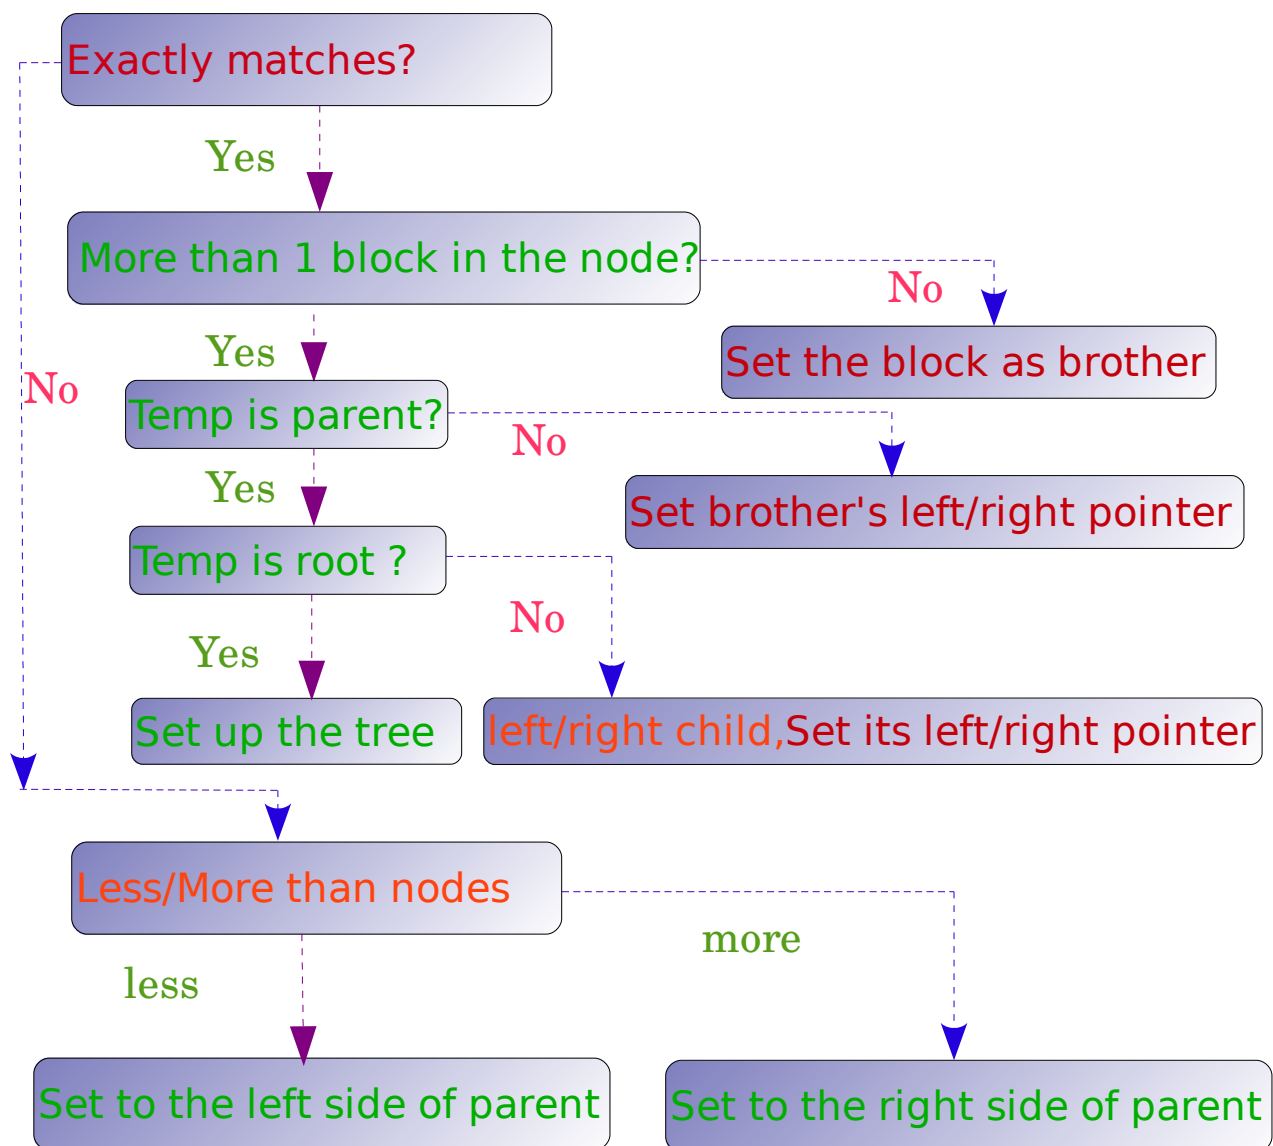 Exactly matches?
Yes
More than 1 block in the node?
No
Yes
Set the block as brother
No
Temp is parent?
No
Yes
Set brother's left/right pointer
Temp is root ?
No
Yes
Set up the tree
left/right child,Set its left/right pointer
Less/More than nodes
more
less
Set to the left side of parent
Set to the right side of parent